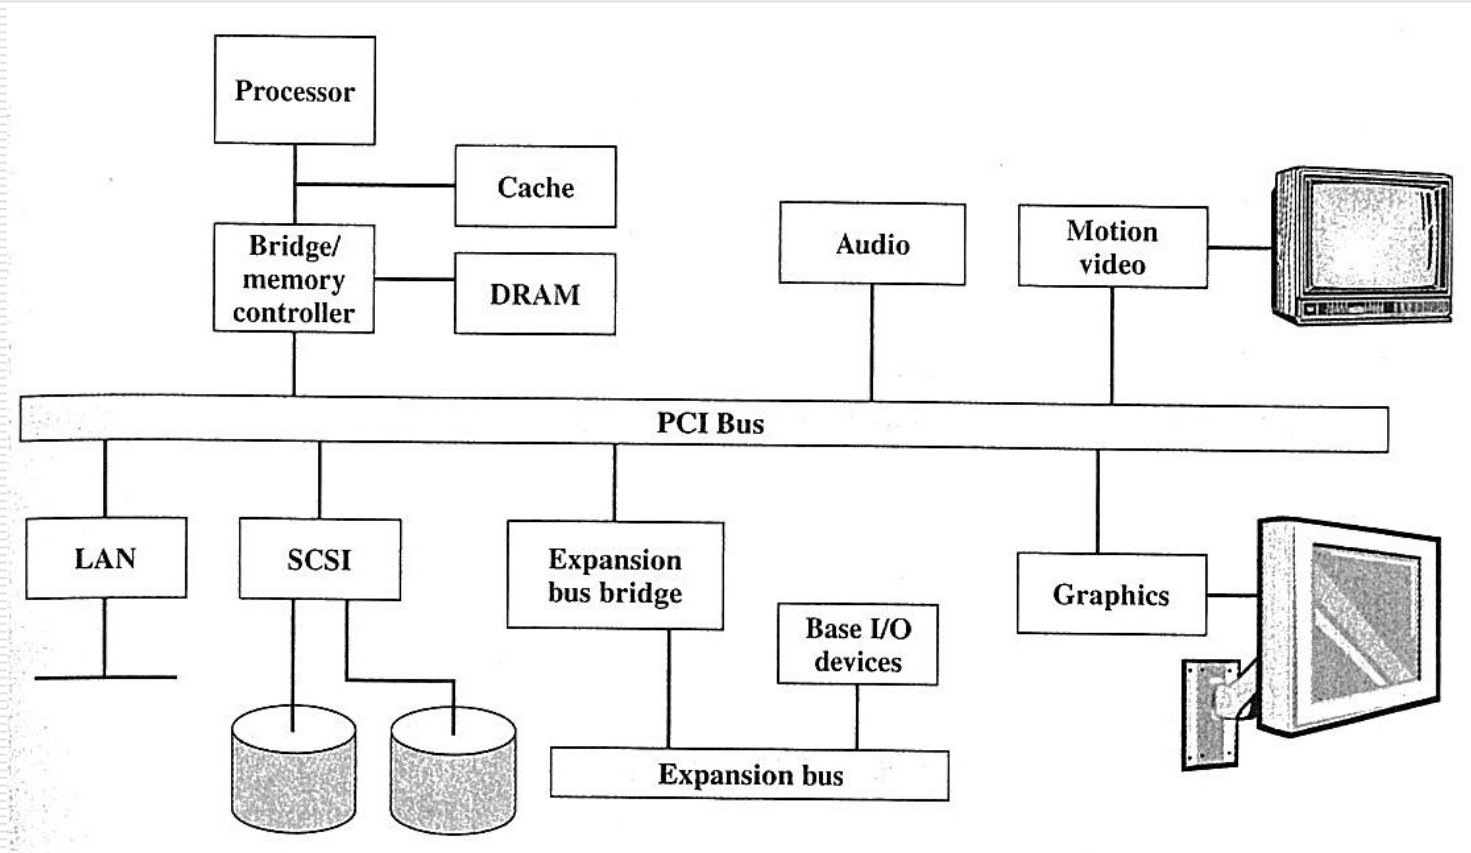 Processor
Cache
Bridge/
memory
controller
DRAM
Audio
Motion
video
PCI Bus
LAN
SCSI
Expansion
bus bridge
Base I/O
devices
Graphics
Expansion bus